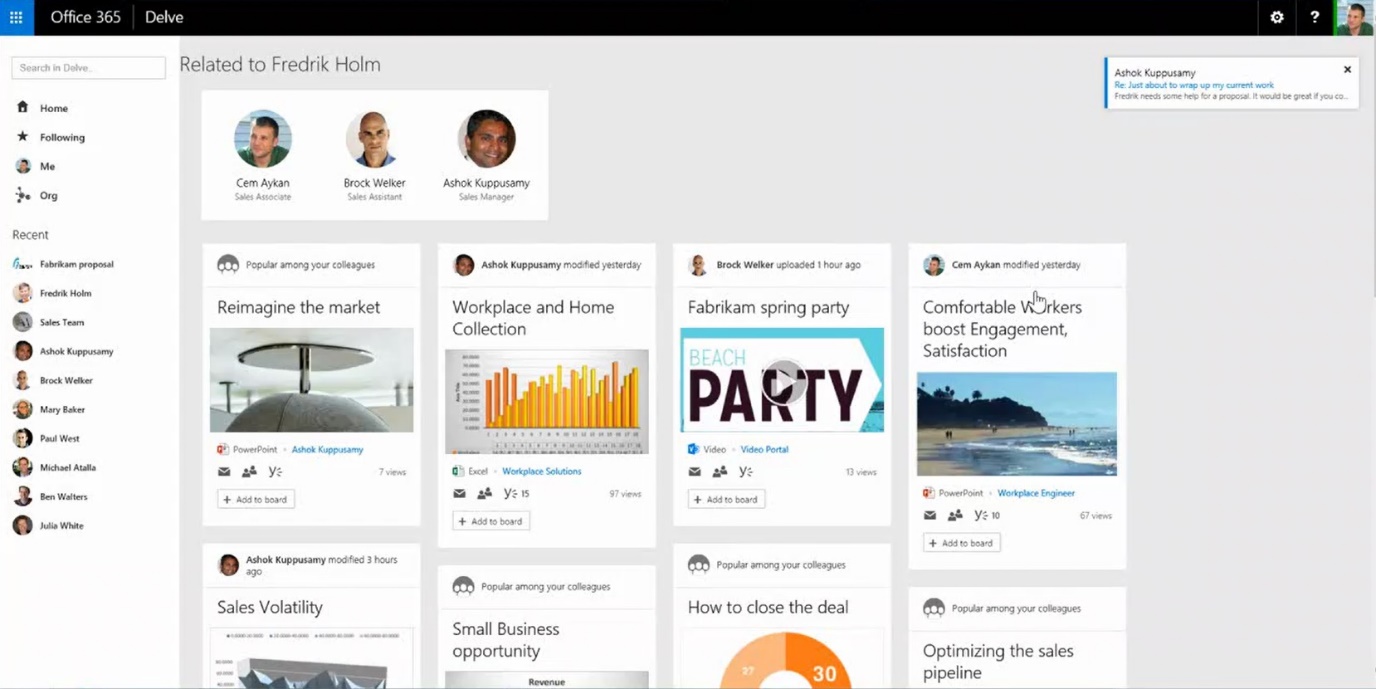 Office 365
Delve
?
Search in Delve...
Home
Following
Me
Org
Recent
Fabrikam proposal
Fredrik Holm
Sales Team
Ashok Kuppusamy
Brock Welker
Mary Baker
Paul West
Michael Atalla
Ben Walters
Julia White
Related to Fredrik Holm
Ashok Kuppusamy
Re: Just about to wrap up my current work
Fredrik needs some help for a proposal. It would be great if you co...
Cem Aykan
Sales Associate
Brock Welker
Sales Assistant
Ashok Kuppusamy
Sales Manager
Popular among your colleagues
Reimagine the market
PowerPoint
Ashok Kuppusamy
7 views
+ Add to board
Ashok Kuppusamy modified yesterday
Workplace and Home
Collection
Excel
Workplace Solutions
15
97 views
+ Add to board
Brock Welker uploaded 1 hour ago
Fabrikam spring party
BEACH
PARTY
Video
Video Portal
13 views
+ Add to board
Cem Aykan modified yesterday
Comfortable Workers
boost Engagement,
Satisfaction
PowerPoint
Workplace Engineer
10
67 views
+ Add to board
Ashok Kuppusamy modified 3 hours
ago
Sales Volatility
Popular among your colleagues
Small Business
opportunity
Revenue
Popular among your colleagues
How to close the deal
27
30
Popular among your colleagues
Optimizing the sales
pipeline